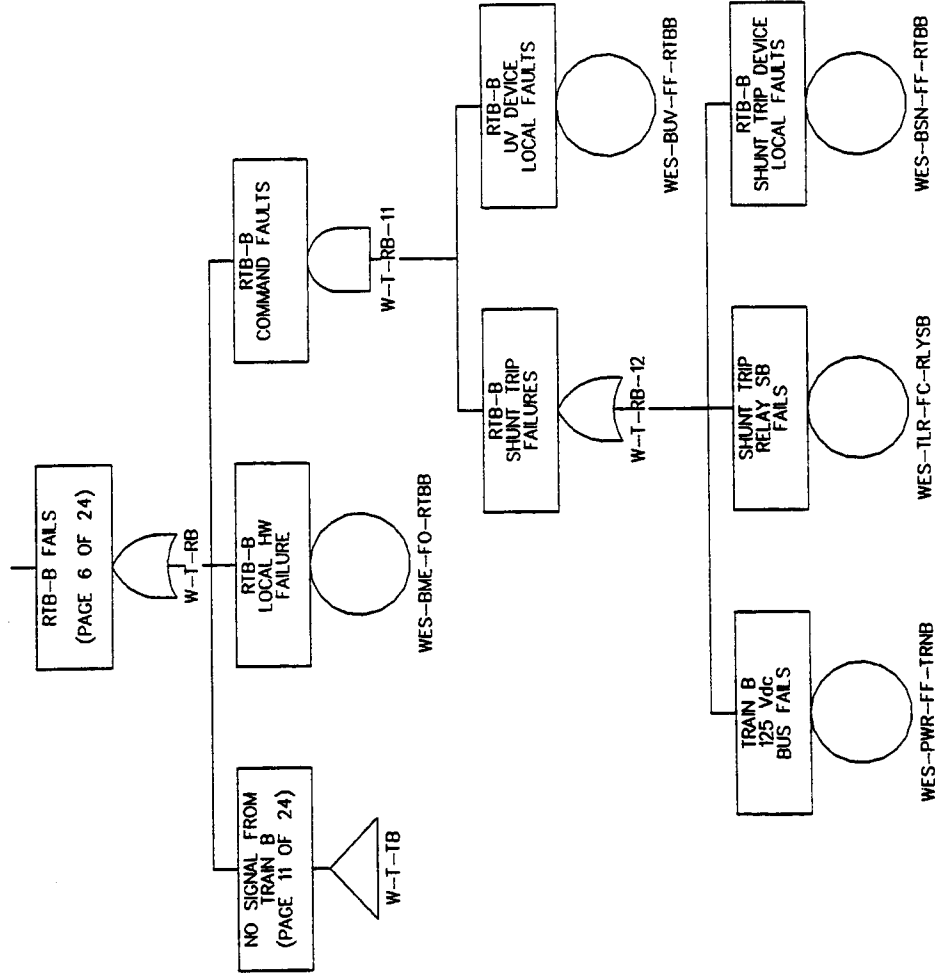 RTB-B FAILS
(PAGE 6 OF 24)
W-T-RB
NO SIGNAL FROM
TRAIN B
(PAGE 11 OF 24)
W-T-TB
RTB-B
LOCAL HW
FAILURE
WES-BME-FO-RTBB
RTB-B
COMMAND FAULTS
W-T-RB-11
RTB-B
SHUNT TRIP
FAILURES
W-T-RB-12
RTB-B
UV DEVICE
LOCAL FAULTS
WES-BUV-FF-RTBB
TRAIN B
125 Vdc
BUS FAILS
WES-PWR-FF-TRNB
SHUNT TRIP
RELAY SB
FAILS
WES-TLR-FC-RLYSB
RTB-B
SHUNT TRIP DEVICE
LOCAL FAULTS
WES-BSN-FF-RTBB